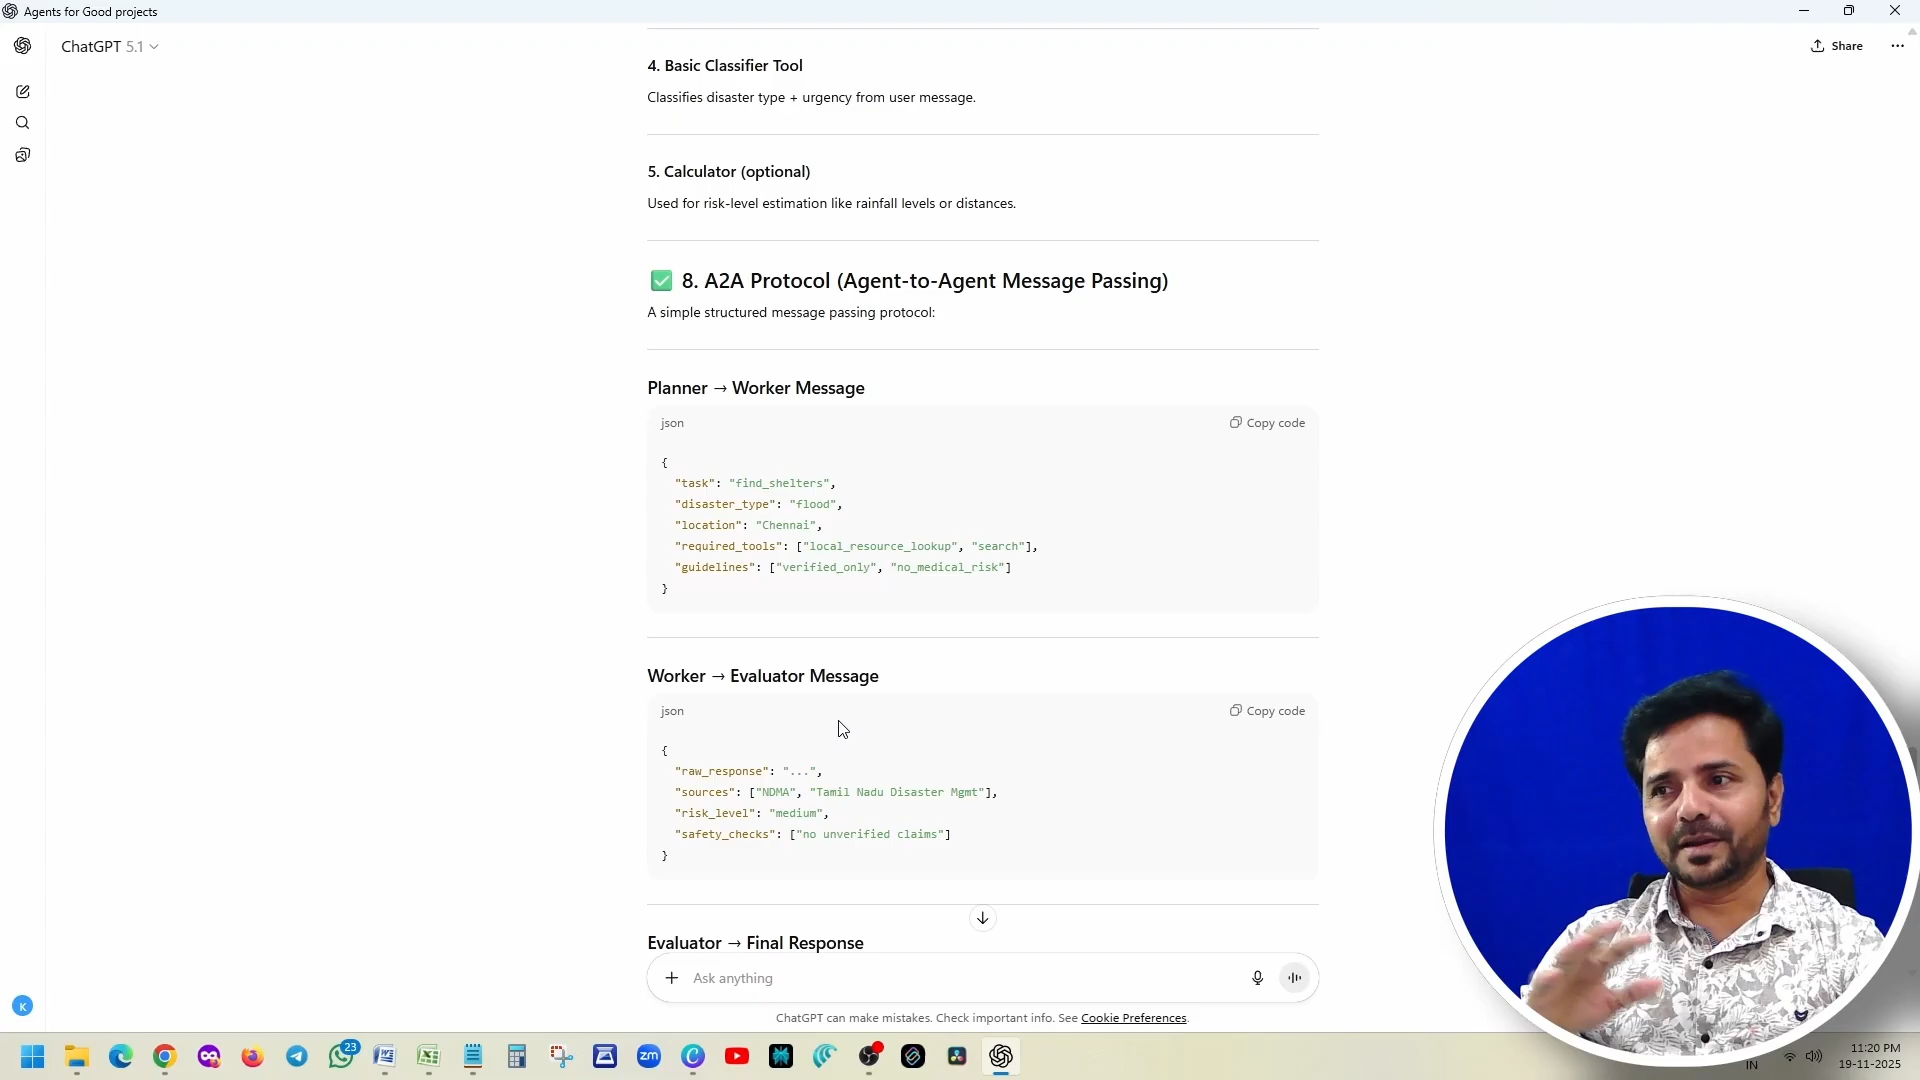 Agents for Good projects
ChatGPT 5.1
Share
4. Basic Classifier Tool
Classifies disaster type + urgency from user message.
5. Calculator (optional)
Used for risk-level estimation like rainfall levels or distances.
✅ 8. A2A Protocol (Agent-to-Agent Message Passing)
A simple structured message passing protocol:
Planner → Worker Message
json
Copy code
{
"task": "find_shelters",
"disaster_type": "flood",
"location": "Chennai",
"required_tools": ["local_resource_lookup", "search"],
"guidelines": ["verified_only", "no_medical_risk"]
}
Worker → Evaluator Message
json
Copy code
{
"raw_response": "...",
"sources": ["NDMA", "Tamil Nadu Disaster Mgmt"],
"risk_level": "medium",
"safety_checks": ["no unverified claims"]
}
Evaluator → Final Response
Ask anything
ChatGPT can make mistakes. Check important info. See Cookie Preferences.
K
23
zm
IN
11:20 PM
19-11-2025